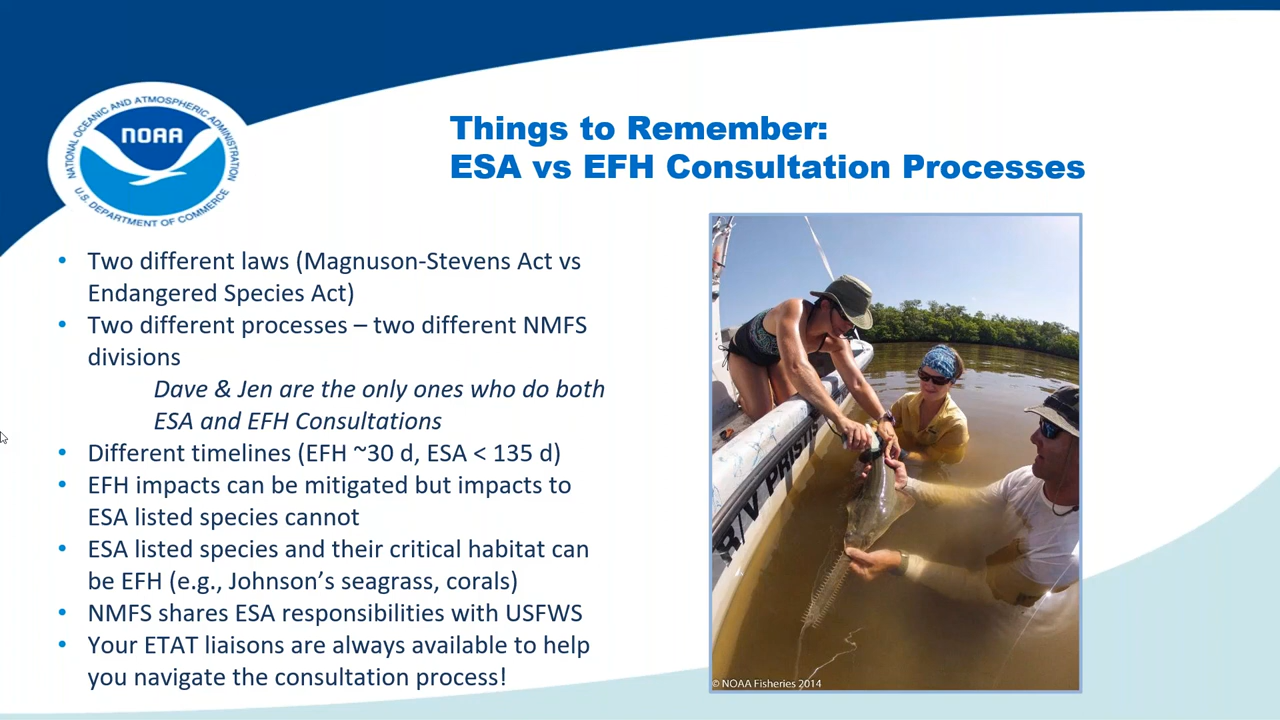 NATIONAL OCEANIC AND ATMOSPHERIC ADMINISTRATION
NOAA
U.S. DEPARTMENT OF COMMERCE
Things to Remember:
ESA vs EFH Consultation Processes
• Two different laws (Magnuson-Stevens Act vs
Endangered Species Act)
• Two different processes – two different NMFS
divisions
Dave & Jen are the only ones who do both
ESA and EFH Consultations
• Different timelines (EFH ~30 d, ESA < 135 d)
• EFH impacts can be mitigated but impacts to
ESA listed species cannot
• ESA listed species and their critical habitat can
be EFH (e.g., Johnson's seagrass, corals)
• NMFS shares ESA responsibilities with USFWS
• Your ETAT liaisons are always available to help
you navigate the consultation process!
R/V PRISTIS
© NOAA Fisheries 2014